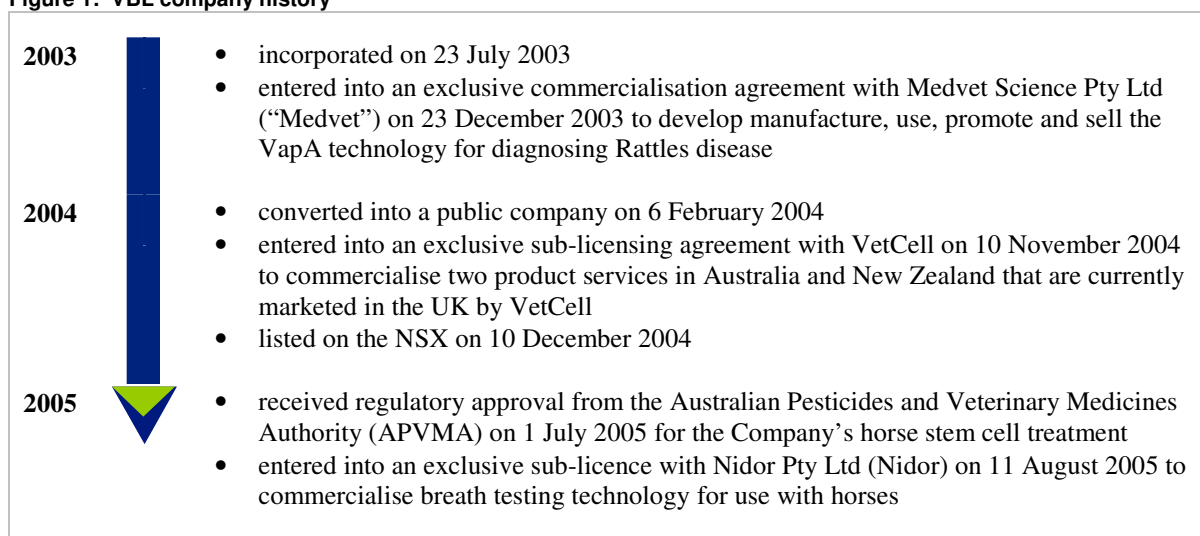 Figure 1: VBL company history
2003
• incorporated on 23 July 2003
• entered into an exclusive commercialisation agreement with Medvet Science Pty Ltd
(“Medvet”) on 23 December 2003 to develop manufacture, use, promote and sell the
VapA technology for diagnosing Rattles disease
2004
• converted into a public company on 6 February 2004
• entered into an exclusive sub-licensing agreement with VetCell on 10 November 2004
to commercialise two product services in Australia and New Zealand that are currently
marketed in the UK by VetCell
• listed on the NSX on 10 December 2004
2005
• received regulatory approval from the Australian Pesticides and Veterinary Medicines
Authority (APVMA) on 1 July 2005 for the Company’s horse stem cell treatment
• entered into an exclusive sub-licence with Nidor Pty Ltd (Nidor) on 11 August 2005 to
commercialise breath testing technology for use with horses